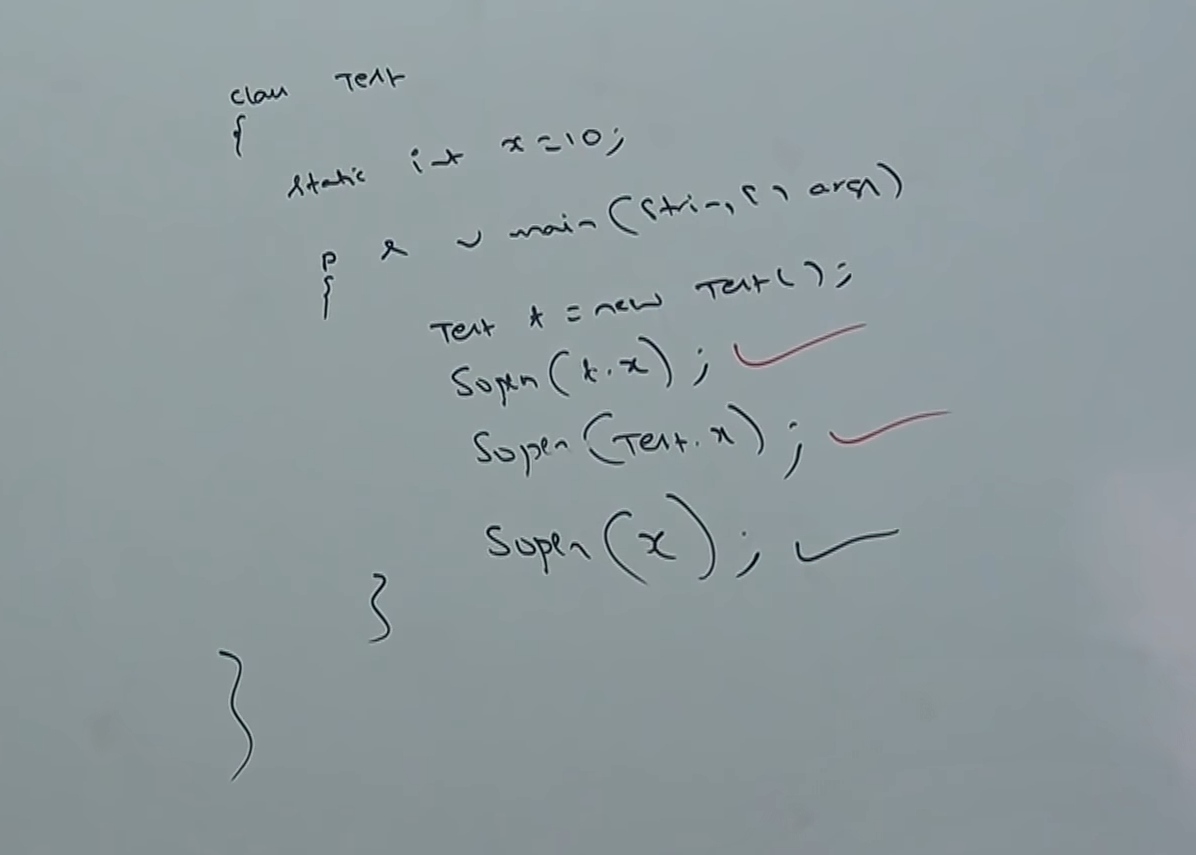 class Test
{
static int x = 10;
p s v main(String[] args)
{
Test t = new Test();
Sopln(t.x);
Sopln(Test.x);
Sopln(x);
}
}